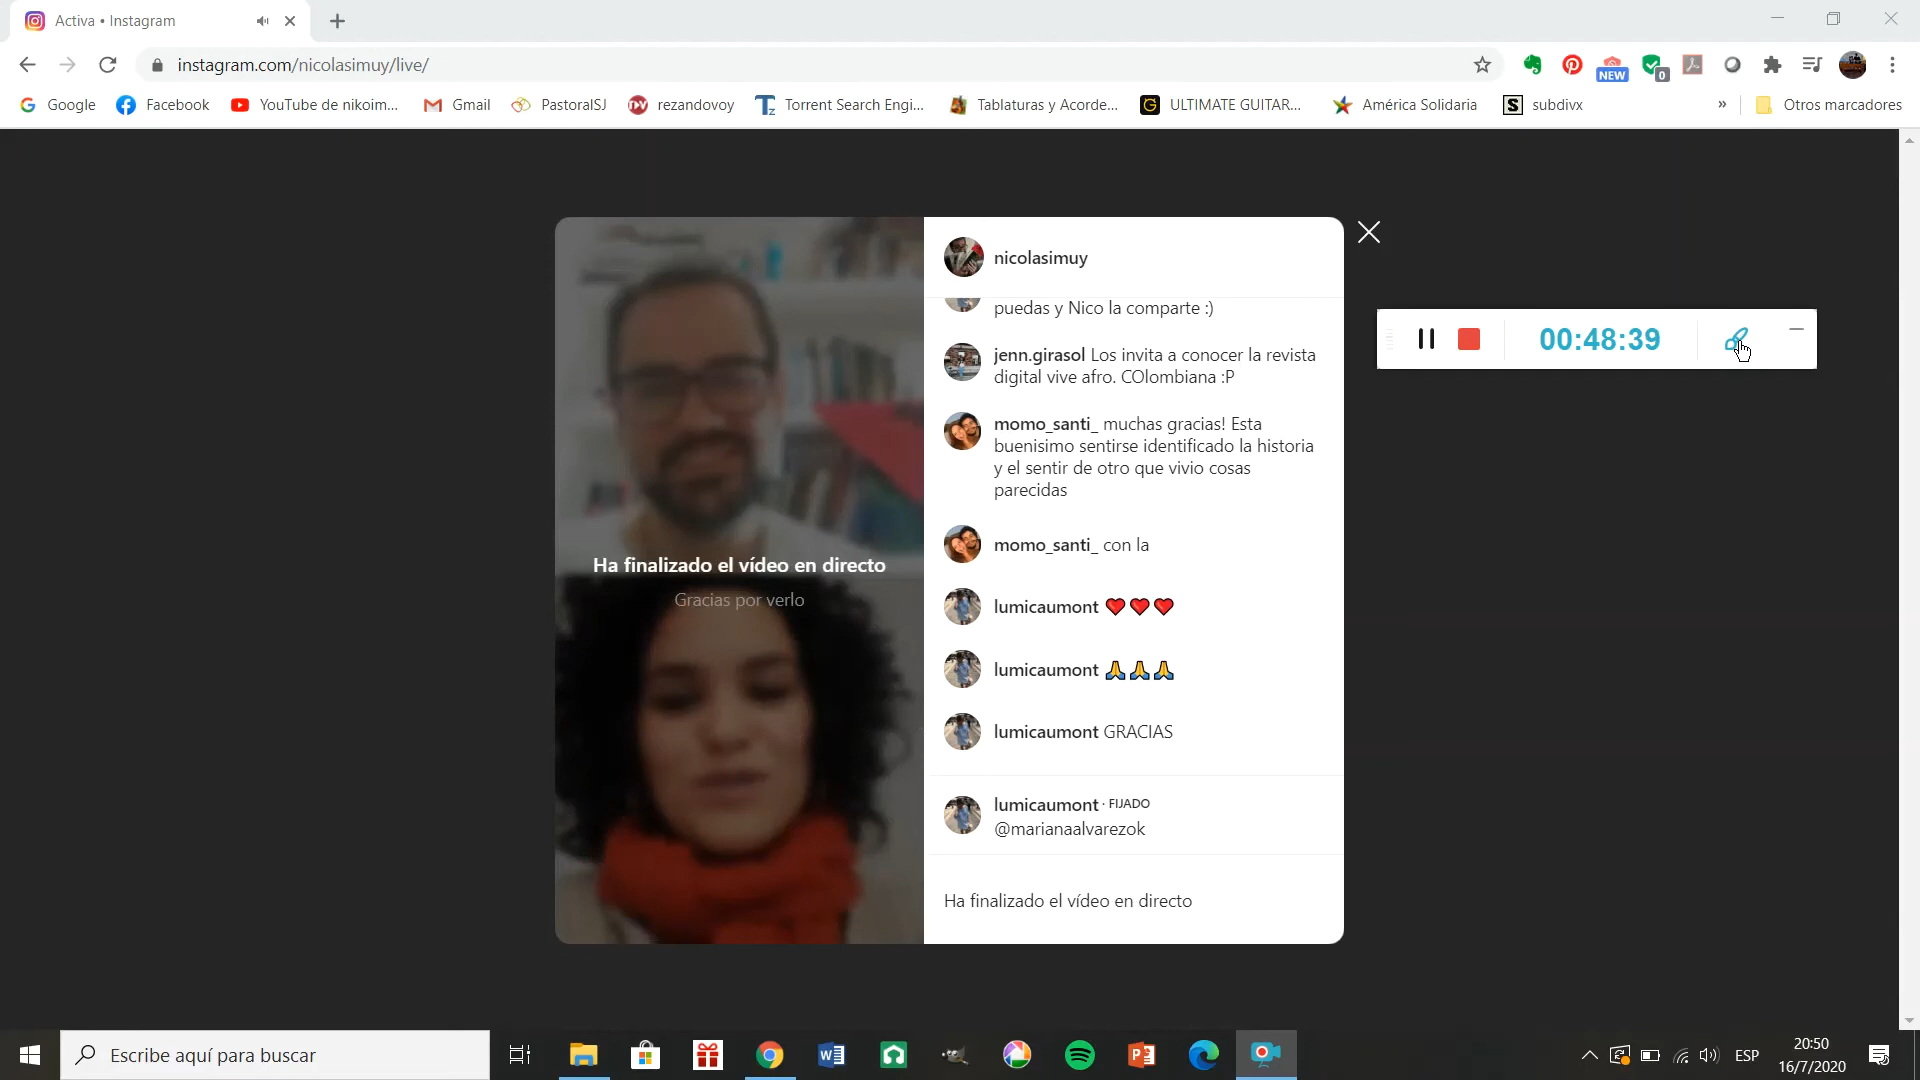 Activa • Instagram
instagram.com/nicolasimuy/live/
NEW
0
Google
Facebook
YouTube de nikoim...
Gmail
PastoralSJ
rezandovoy
Torrent Search Engi...
Tablaturas y Acorde...
ULTIMATE GUITAR...
América Solidaria
subdivx
»
Otros marcadores
nicolasimuy
puedas y Nico la comparte :)
jenn.girasol Los invita a conocer la revista
digital vive afro. COlombiana :P
00:48:39
momo_santi_ muchas gracias! Esta
buenisimo sentirse identificado la historia
y el sentir de otro que vivio cosas
parecidas
momo_santi_ con la
Ha finalizado el vídeo en directo
Gracias por verlo
lumicaumont ❤️❤️❤️
lumicaumont 🙏🙏🙏
lumicaumont GRACIAS
lumicaumont · FIJADO
@marianaalvarezok
Ha finalizado el vídeo en directo
Escribe aquí para buscar
ESP
20:50
16/7/2020